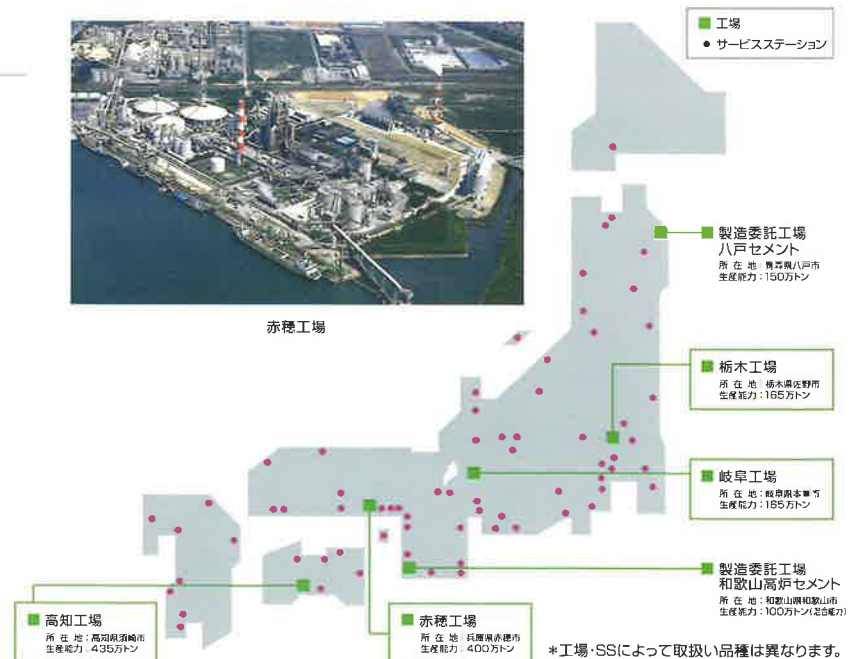 工場
サービスステーション
赤穂工場
製造委託工場
八戸セメント
所 在 地:青森県八戸市
生産能力:150万トン
栃木工場
所 在 地:栃木県佐野市
生産能力:165万トン
岐阜工場
所 在 地:岐阜県本巣市
生産能力:165万トン
製造委託工場
和歌山高炉セメント
所 在 地:和歌山県和歌山市
生産能力:100万トン(混合能力)
高知工場
所 在 地:高知県須崎市
生産能力:435万トン
赤穂工場
所 在 地:兵庫県赤穂市
生産能力:400万トン
*工場・SSによって取扱い品種は異なります。